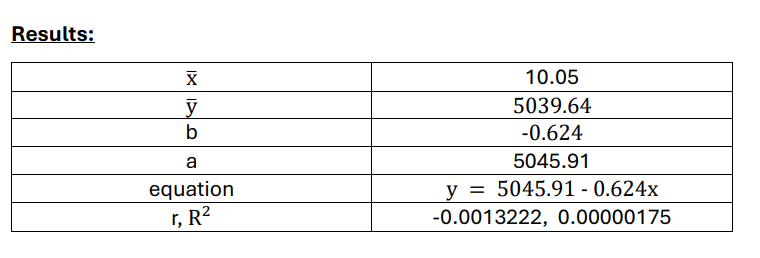 Results:
x̅ 10.05
y̅ 5039.64
b -0.624
a 5045.91
equation y = 5045.91 - 0.624x
r, R² -0.0013222, 0.00000175